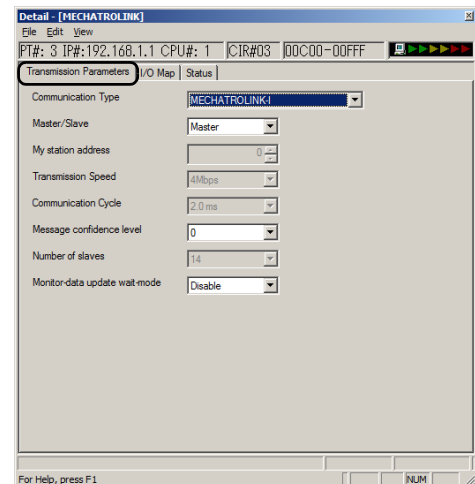 Detail - [MECHATROLINK]
File Edit View
PT#: 3 IP#:192.168.1.1 CPU#: 1 CIR#03 00C00-00FFF
Transmission Parameters I/O Map Status
Communication Type MECHATROLINK-I
Master/Slave Master
My station address 0
Transmission Speed 4Mbps
Communication Cycle 2.0 ms
Message confidence level 0
Number of slaves 14
Monitor-data update wait-mode Disable
For Help, press F1 NUM